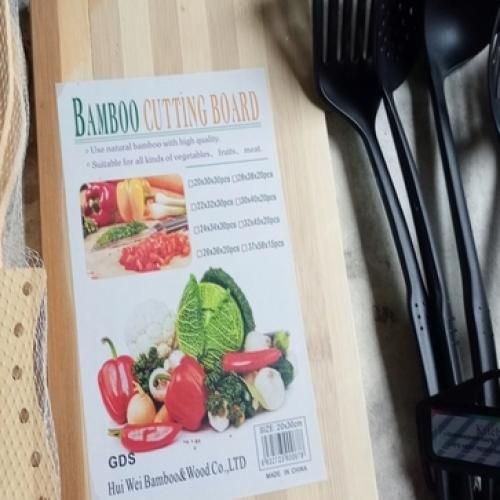 BAMBOO CUTTING BOARD
◦ Use natural bamboo with high quality.
◦ Suitable for all kinds of vegetables、fruits、meat.
□20x30x30pcs □28x38x20pcs
□22x32x30pcs □30x40x20pcs
□24x34x30pcs □32x45x20pcs
□26x36x20pcs □37x56x15pcs
GDS
Hui Wei Bamboo&Wood Co.,LTD
SIZE: 20x30cm
MADE IN CHINA